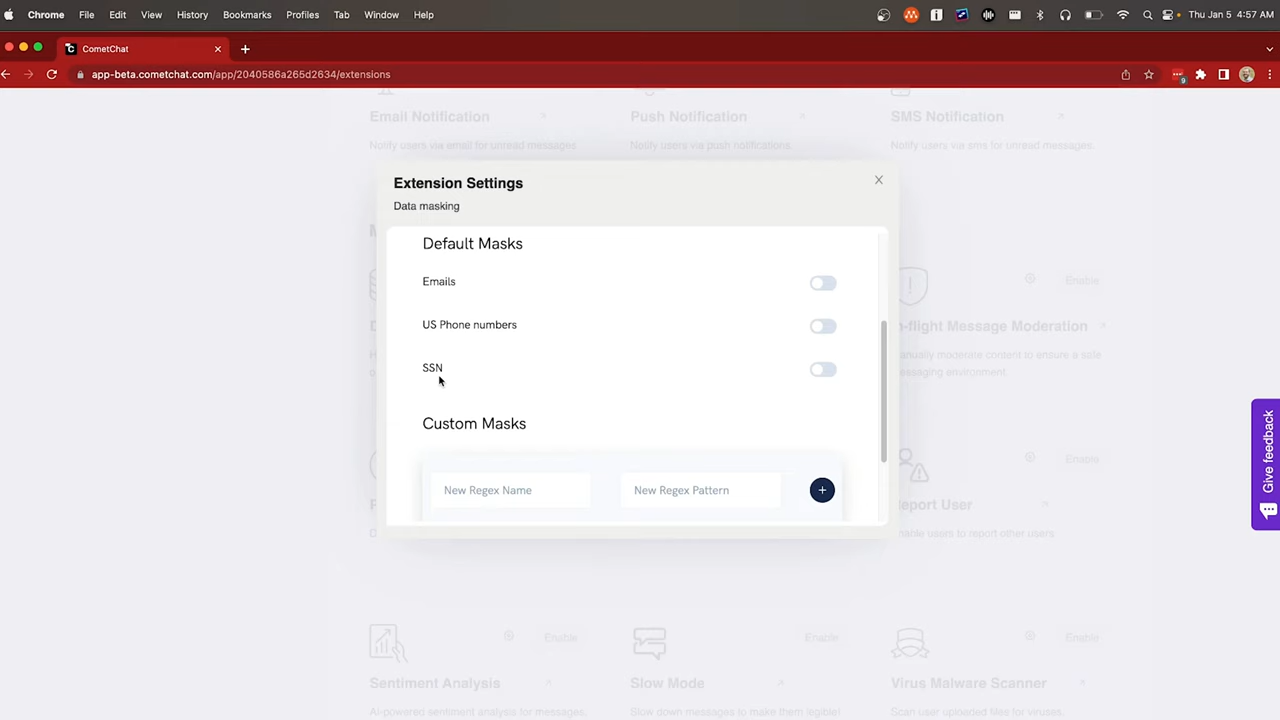 Chrome File Edit View History Bookmarks Profiles Tab Window Help Thu Jan 5 4:57 AM
CometChat
app-beta.cometchat.com/app/2040586a265d2634/extensions
9
Email Notification Push Notification SMS Notification
Notify users via email for unread messages Notify users via push notifications. Notify users via sms for unread messages.
Extension Settings
Data masking
Default Masks
Emails
US Phone numbers
SSN
Custom Masks
New Regex Name New Regex Pattern
Enable
n-flight Message Moderation
anually moderate content to ensure a safe
essaging environment.
Enable
eport User
nable users to report other users
Give feedback
Enable Enable Enable
Sentiment Analysis Slow Mode Virus Malware Scanner
AI-powered sentiment analysis for messages. Slow down messages to make them legible! Scan user uploaded files for viruses